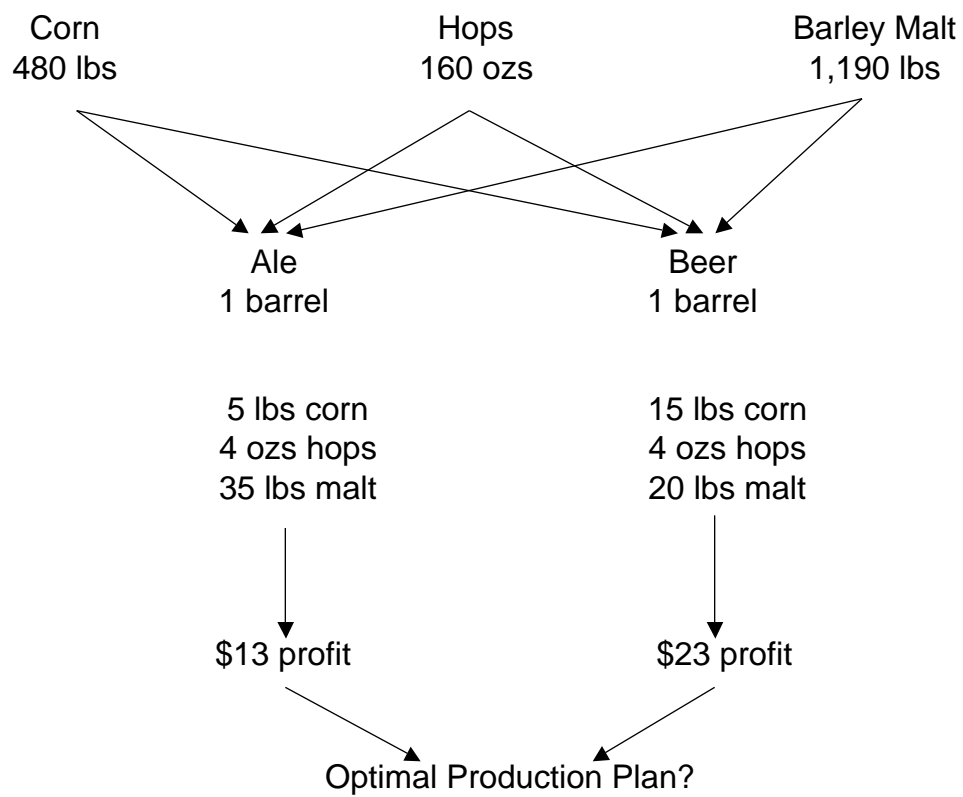 Corn
480 lbs
Hops
160 ozs
Barley Malt
1,190 lbs
Ale
1 barrel
Beer
1 barrel
5 lbs corn
4 ozs hops
35 lbs malt
15 lbs corn
4 ozs hops
20 lbs malt
$13 profit
$23 profit
Optimal Production Plan?